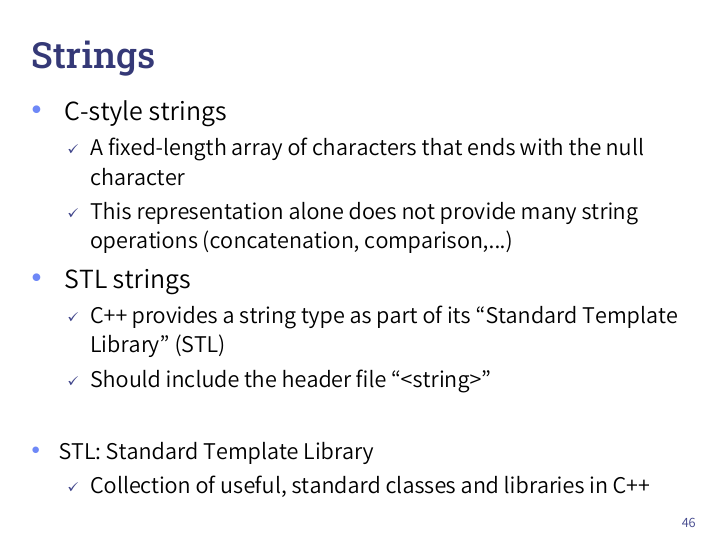 Strings
• C-style strings
✓ A fixed-length array of characters that ends with the null
character
✓ This representation alone does not provide many string
operations (concatenation, comparison,...)
• STL strings
✓ C++ provides a string type as part of its “Standard Template
Library” (STL)
✓ Should include the header file “<string>”
• STL: Standard Template Library
✓ Collection of useful, standard classes and libraries in C++
46